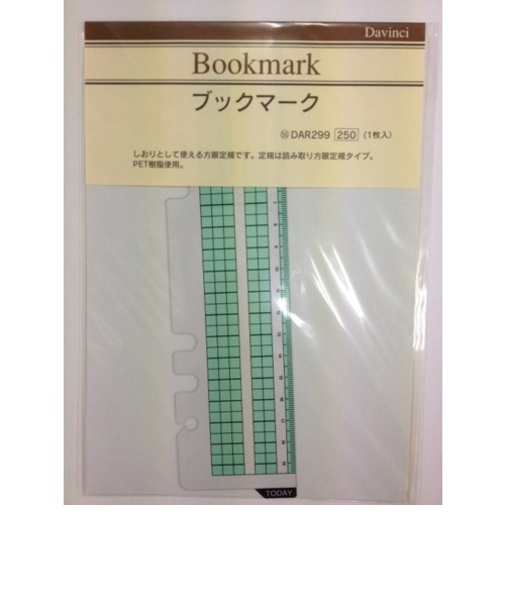 Davinci
Bookmark
ブックマーク
DAR299 250 (1枚入)
しおりとして使える方眼定規です。定規は読み取り方眼定規タイプ。
PET樹脂使用。
TODAY